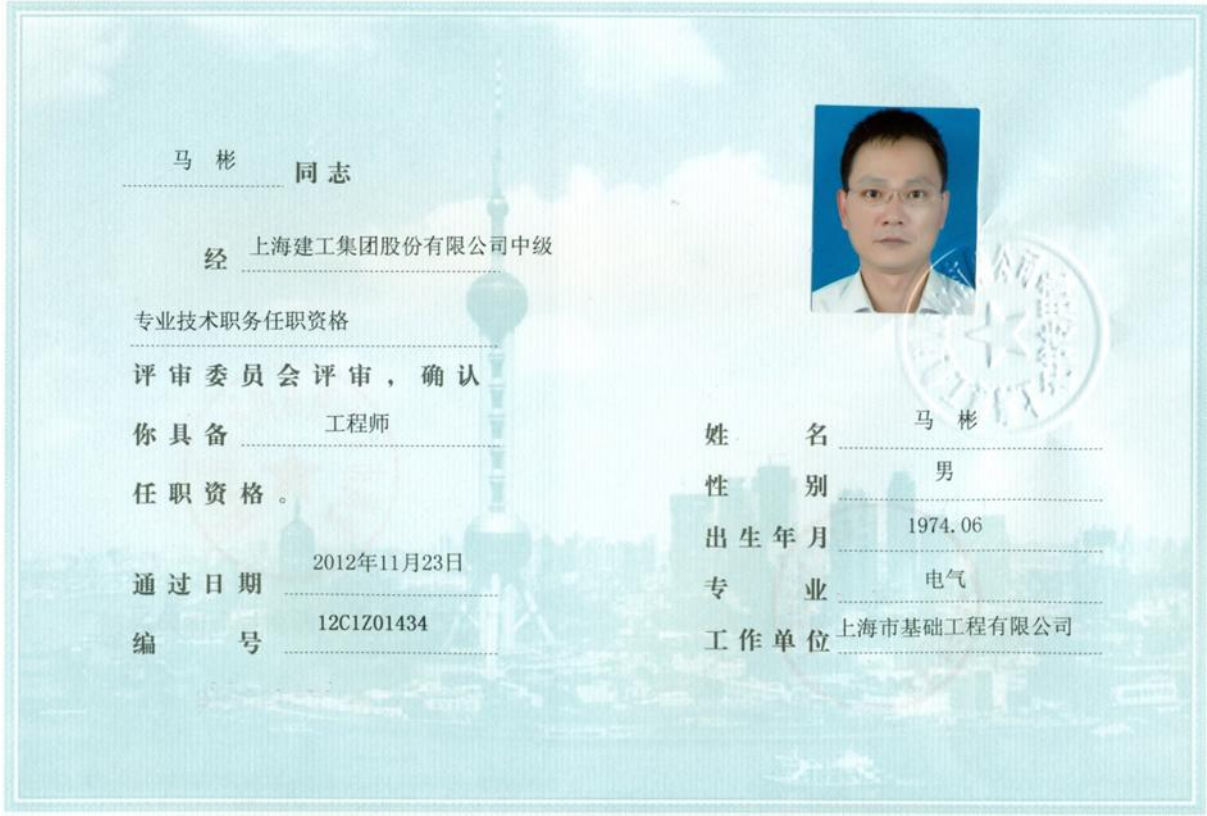 马 彬 同志
经 上海建工集团股份有限公司中级
专业技术职务任职资格
评审委员会评审，确认
你具备 工程师
任职资格。
通过日期 2012年11月23日
编 号 12C1Z01434
姓 名 马 彬
性 别 男
出生年月 1974.06
专 业 电气
工作单位 上海市基础工程有限公司